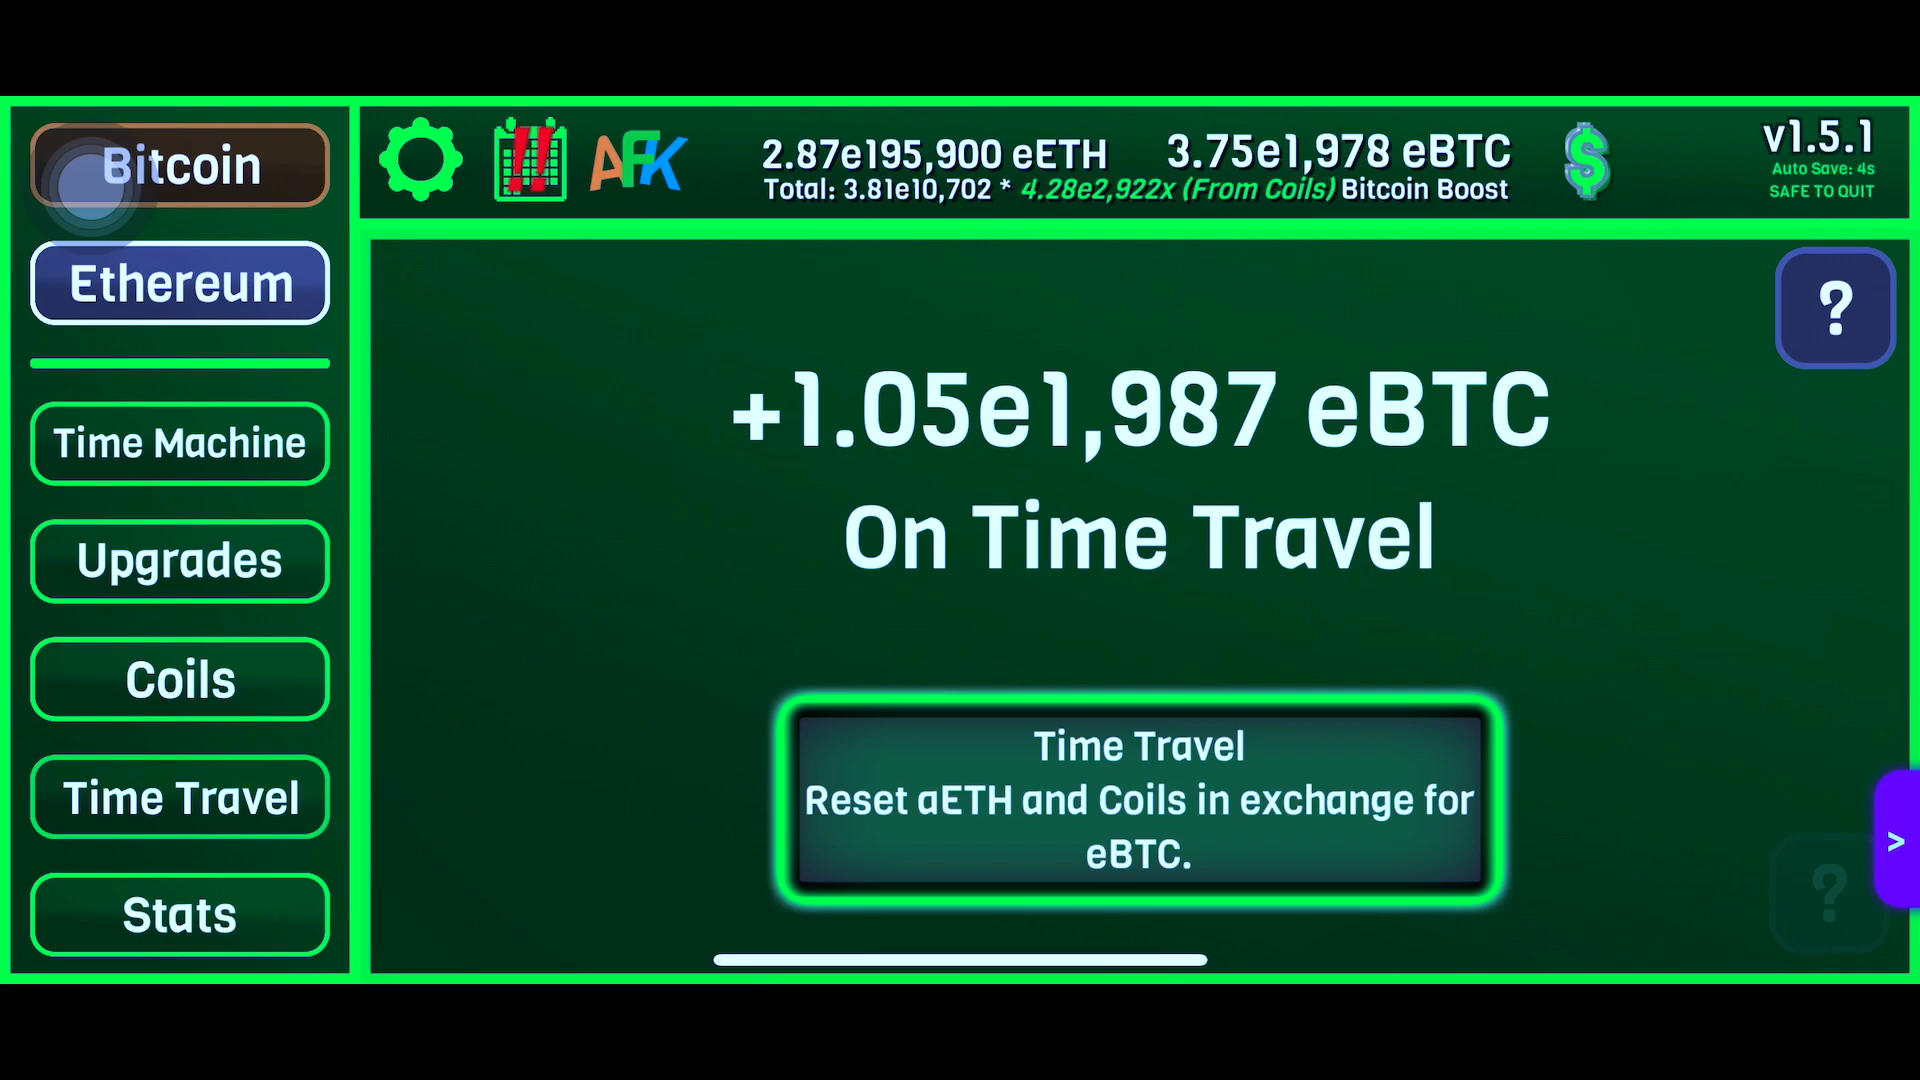 Bitcoin
Ethereum
Time Machine
Upgrades
Coils
Time Travel
Stats
AFK
2.87e195,900 eETH
3.75e1,978 eBTC
Total: 3.81e10,702 * 4.28e2,922x (From Coils) Bitcoin Boost
$
v1.5.1
Auto Save: 4s
SAFE TO QUIT
?
+1.05e1,987 eBTC
On Time Travel
Time Travel
Reset aETH and Coils in exchange for
eBTC.
>
?